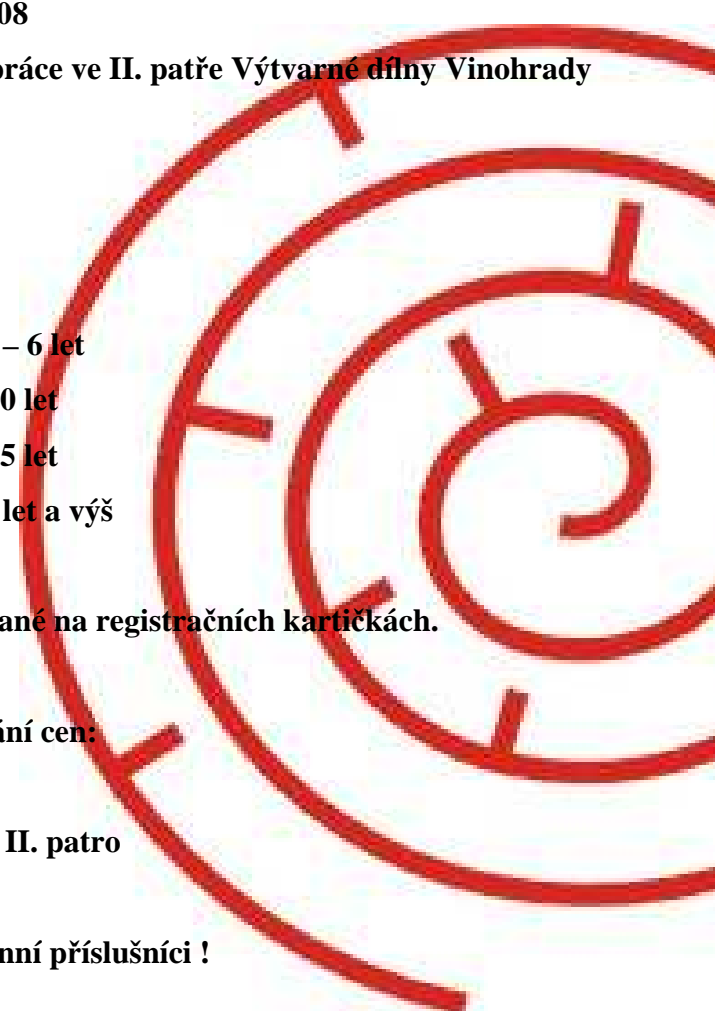 08
práce ve II. patře Výtvarné dílny Vinohrady
– 6 let
0 let
5 let
let a výš
ané na registračních kartičkách.
ání cen:
II. patro
nní příslušníci !